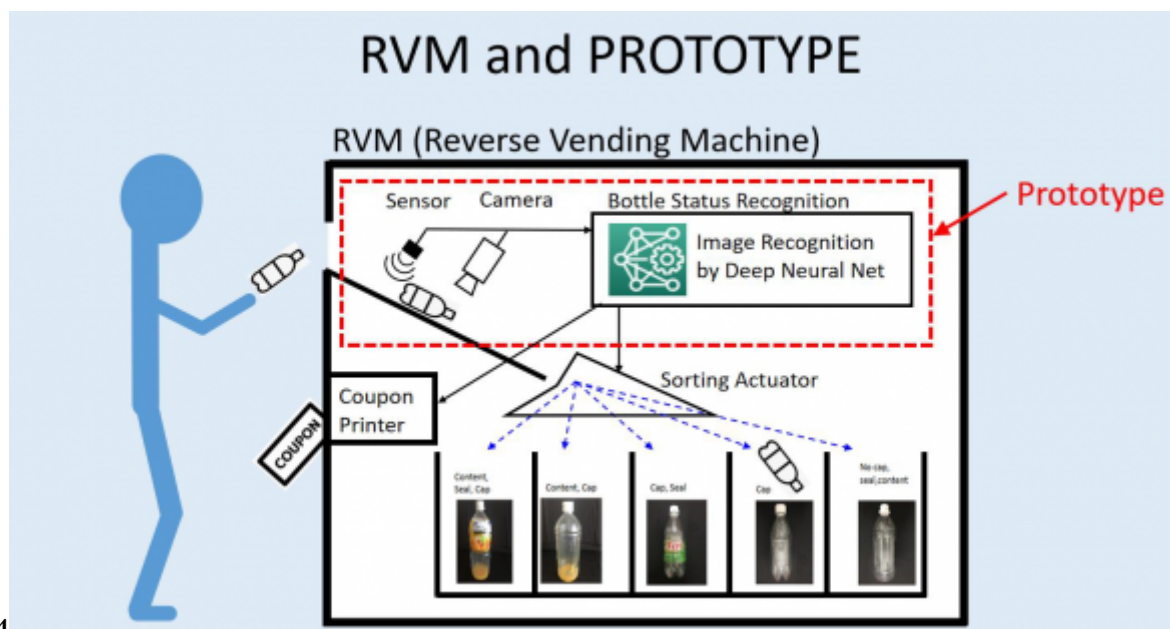 RVM and PROTOTYPE
RVM (Reverse Vending Machine)
Prototype
Sensor
Camera
Bottle Status Recognition
Image Recognition
by Deep Neural Net
Sorting Actuator
Coupon
Printer
COUPON
Content,
Seal, Cap
Content, Cap
Cap, Seal
Cap
No cap,
seal,content